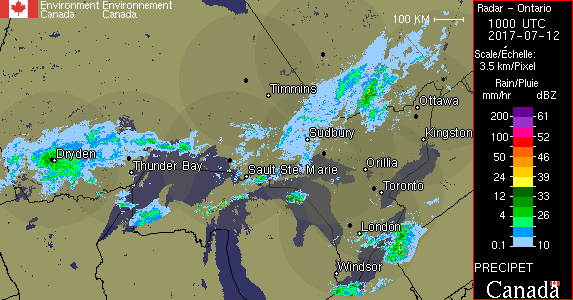 Environment Environnement
Canada Canada
100 KM
Timmins
Ottawa
Sudbury
Kingston
Dryden
Thunder Bay
Sault Ste. Marie
Orillia
Toronto
London
Windsor
Radar - Ontario
1000 UTC
2017-07-12
Scale/Échelle:
3.5 km/Pixel
Rain/Pluie
mm/hr dBZ
200 61
100 52
50 46
24 39
12 33
4 26
0.1 10
PRECIPET
Canada